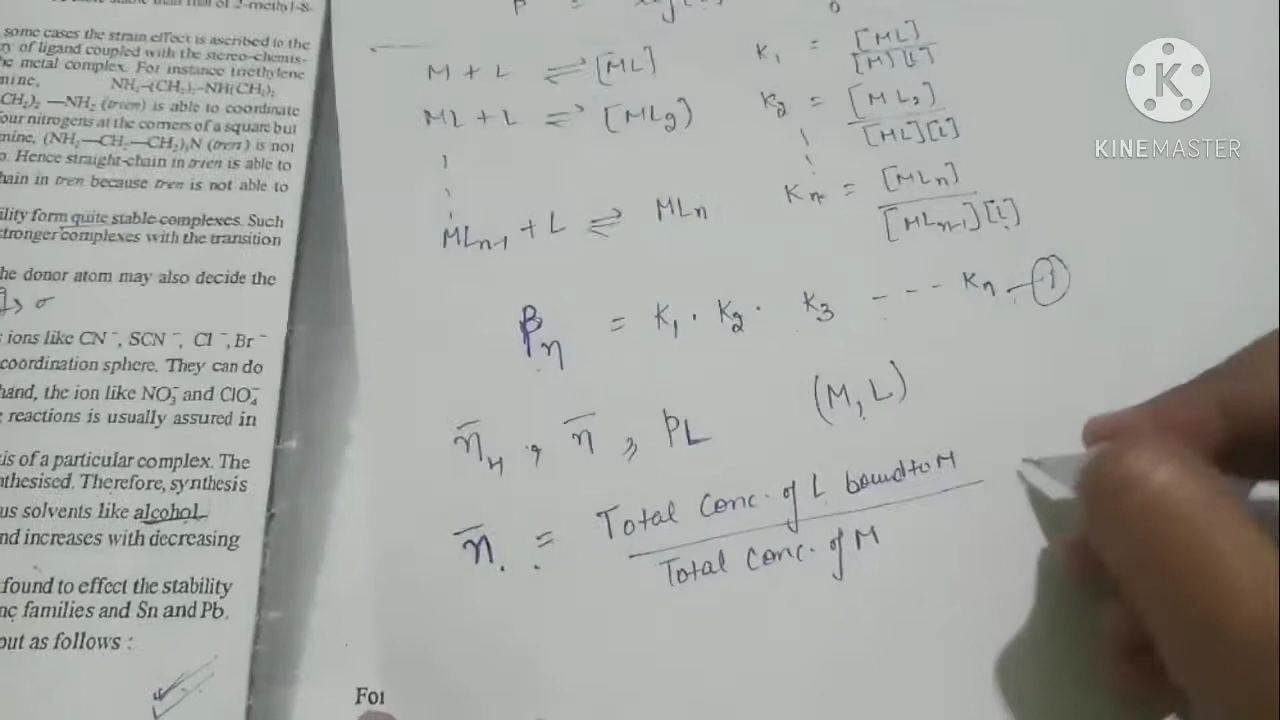 some cases the strain effect is ascribed to the
of ligand coupled with the stereo-chemis-
metal complex. For instance triethylene
NH₂-(CH₂)₂-NH(CH₂)₂
CH₂)₂ —NH₂ (trien) is able to coordinate
four nitrogens at the corners of a square but
(NH₂—CH₂—CH₂)₃N (tren) is not
Hence straight-chain in trien is able to
in tren because tren is not able to
form quite stable complexes. Such
stronger complexes with the transition
the donor atom may also decide the
ions like CN⁻, SCN⁻, Cl⁻, Br⁻
coordination sphere. They can do
hand, the ion like NO₃⁻ and ClO₄⁻
reactions is usually assured in
of a particular complex. The
Therefore, synthesis
solvents like alcohol
and increases with decreasing
found to effect the stability
families and Sn and Pb.
out as follows :
M + L ⇌ [ML] K₁ = [ML] / [M][L]
ML + L ⇌ [ML₂) K₂ = [ML₂] / [ML][L]
MLn-1 + L ⇌ MLn Kn = [MLn] / [MLn-1][L]
βη = K₁ . K₂ . K₃ ---- Kη —①
n̄H , n̄ , PL (M, L)
n̄. = Total Conc. of L bound to M / Total Conc. of M
KINEMASTER